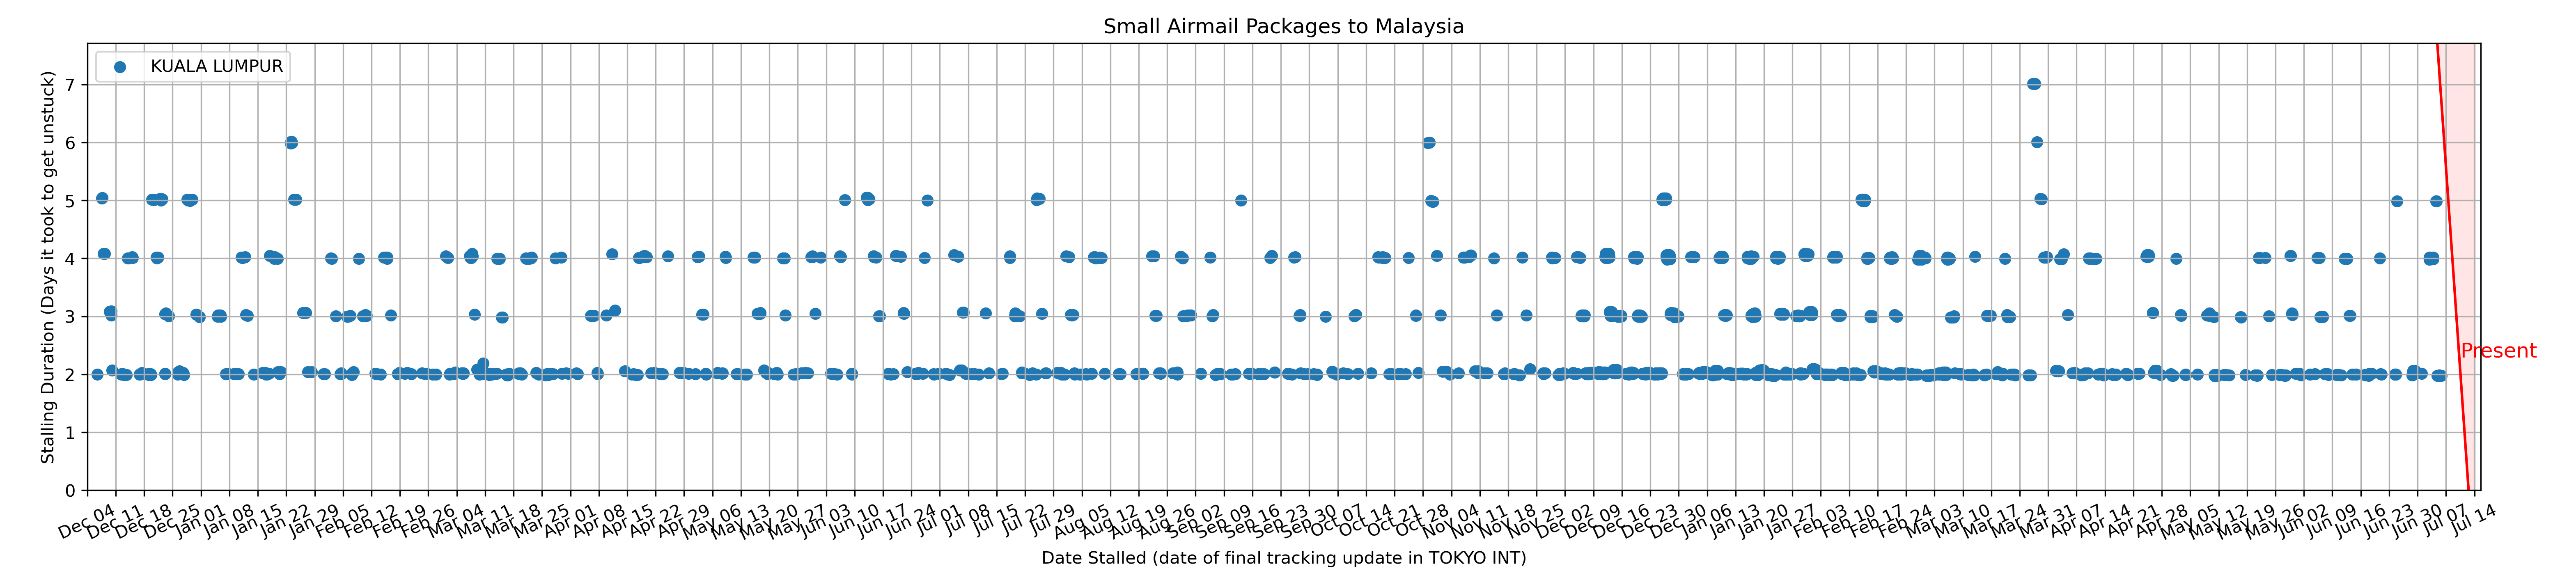 Small Airmail Packages to Malaysia
KUALA LUMPUR
Stalling Duration (Days it took to get unstuck)
7
6
5
4
3
2
1
0
Present
Dec 04
Dec 11
Dec 18
Dec 25
Jan 01
Jan 08
Jan 15
Jan 22
Jan 29
Feb 05
Feb 12
Feb 19
Feb 26
Mar 04
Mar 11
Mar 18
Mar 25
Apr 01
Apr 08
Apr 15
Apr 22
Apr 29
May 06
May 13
May 20
May 27
Jun 03
Jun 10
Jun 17
Jun 24
Jul 01
Jul 08
Jul 15
Jul 22
Jul 29
Aug 05
Aug 12
Aug 19
Aug 26
Sep 02
Sep 09
Sep 16
Sep 23
Sep 30
Oct 07
Oct 14
Oct 21
Oct 28
Nov 04
Nov 11
Nov 18
Nov 25
Dec 02
Dec 09
Dec 16
Dec 23
Dec 30
Jan 06
Jan 13
Jan 20
Jan 27
Feb 03
Feb 10
Feb 17
Feb 24
Mar 03
Mar 10
Mar 17
Mar 24
Mar 31
Apr 07
Apr 14
Apr 21
Apr 28
May 05
May 12
May 19
May 26
Jun 02
Jun 09
Jun 16
Jun 23
Jun 30
Jul 07
Jul 14
Date Stalled (date of final tracking update in TOKYO INT)